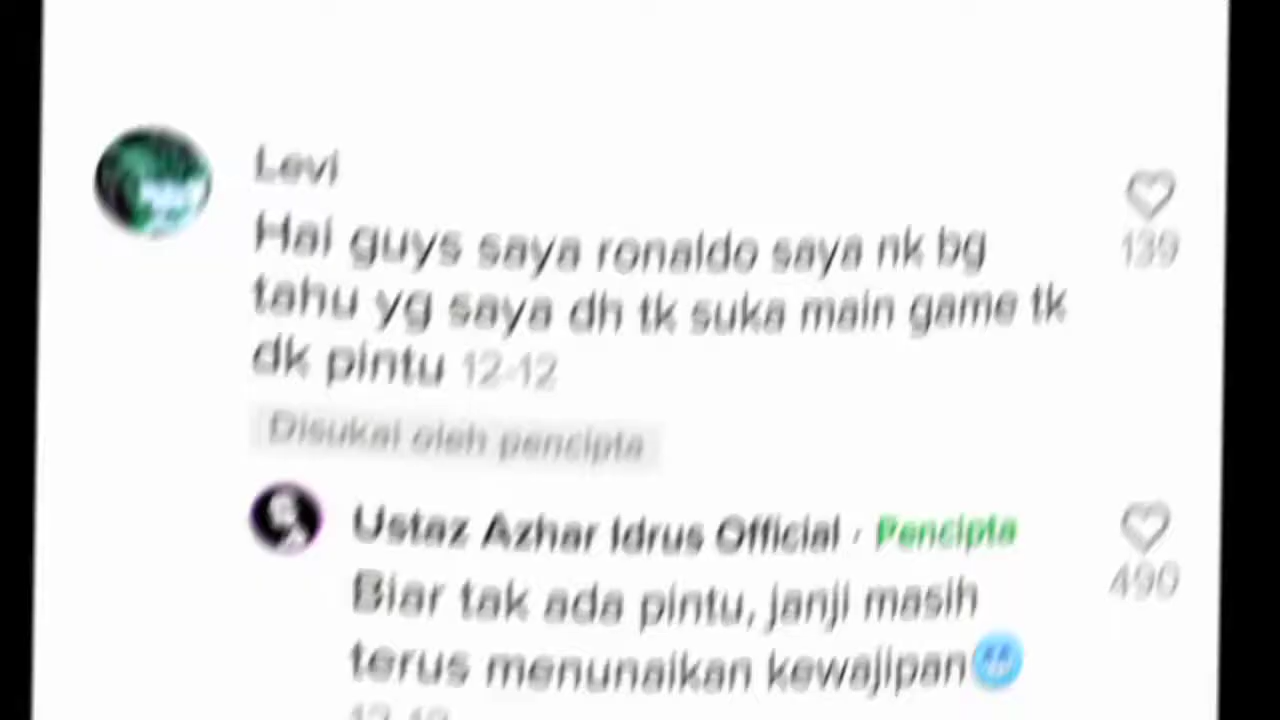 Levi
Hai guys saya ronaldo saya nk bg
139
tahu yg saya dh tk suka main game tk
dk pintu 12-12
Disukai oleh pencipta
Ustaz Azhar Idrus Official · Pencipta
Biar tak ada pintu, janji masih
490
terus menunaikan kewajipan
12-12